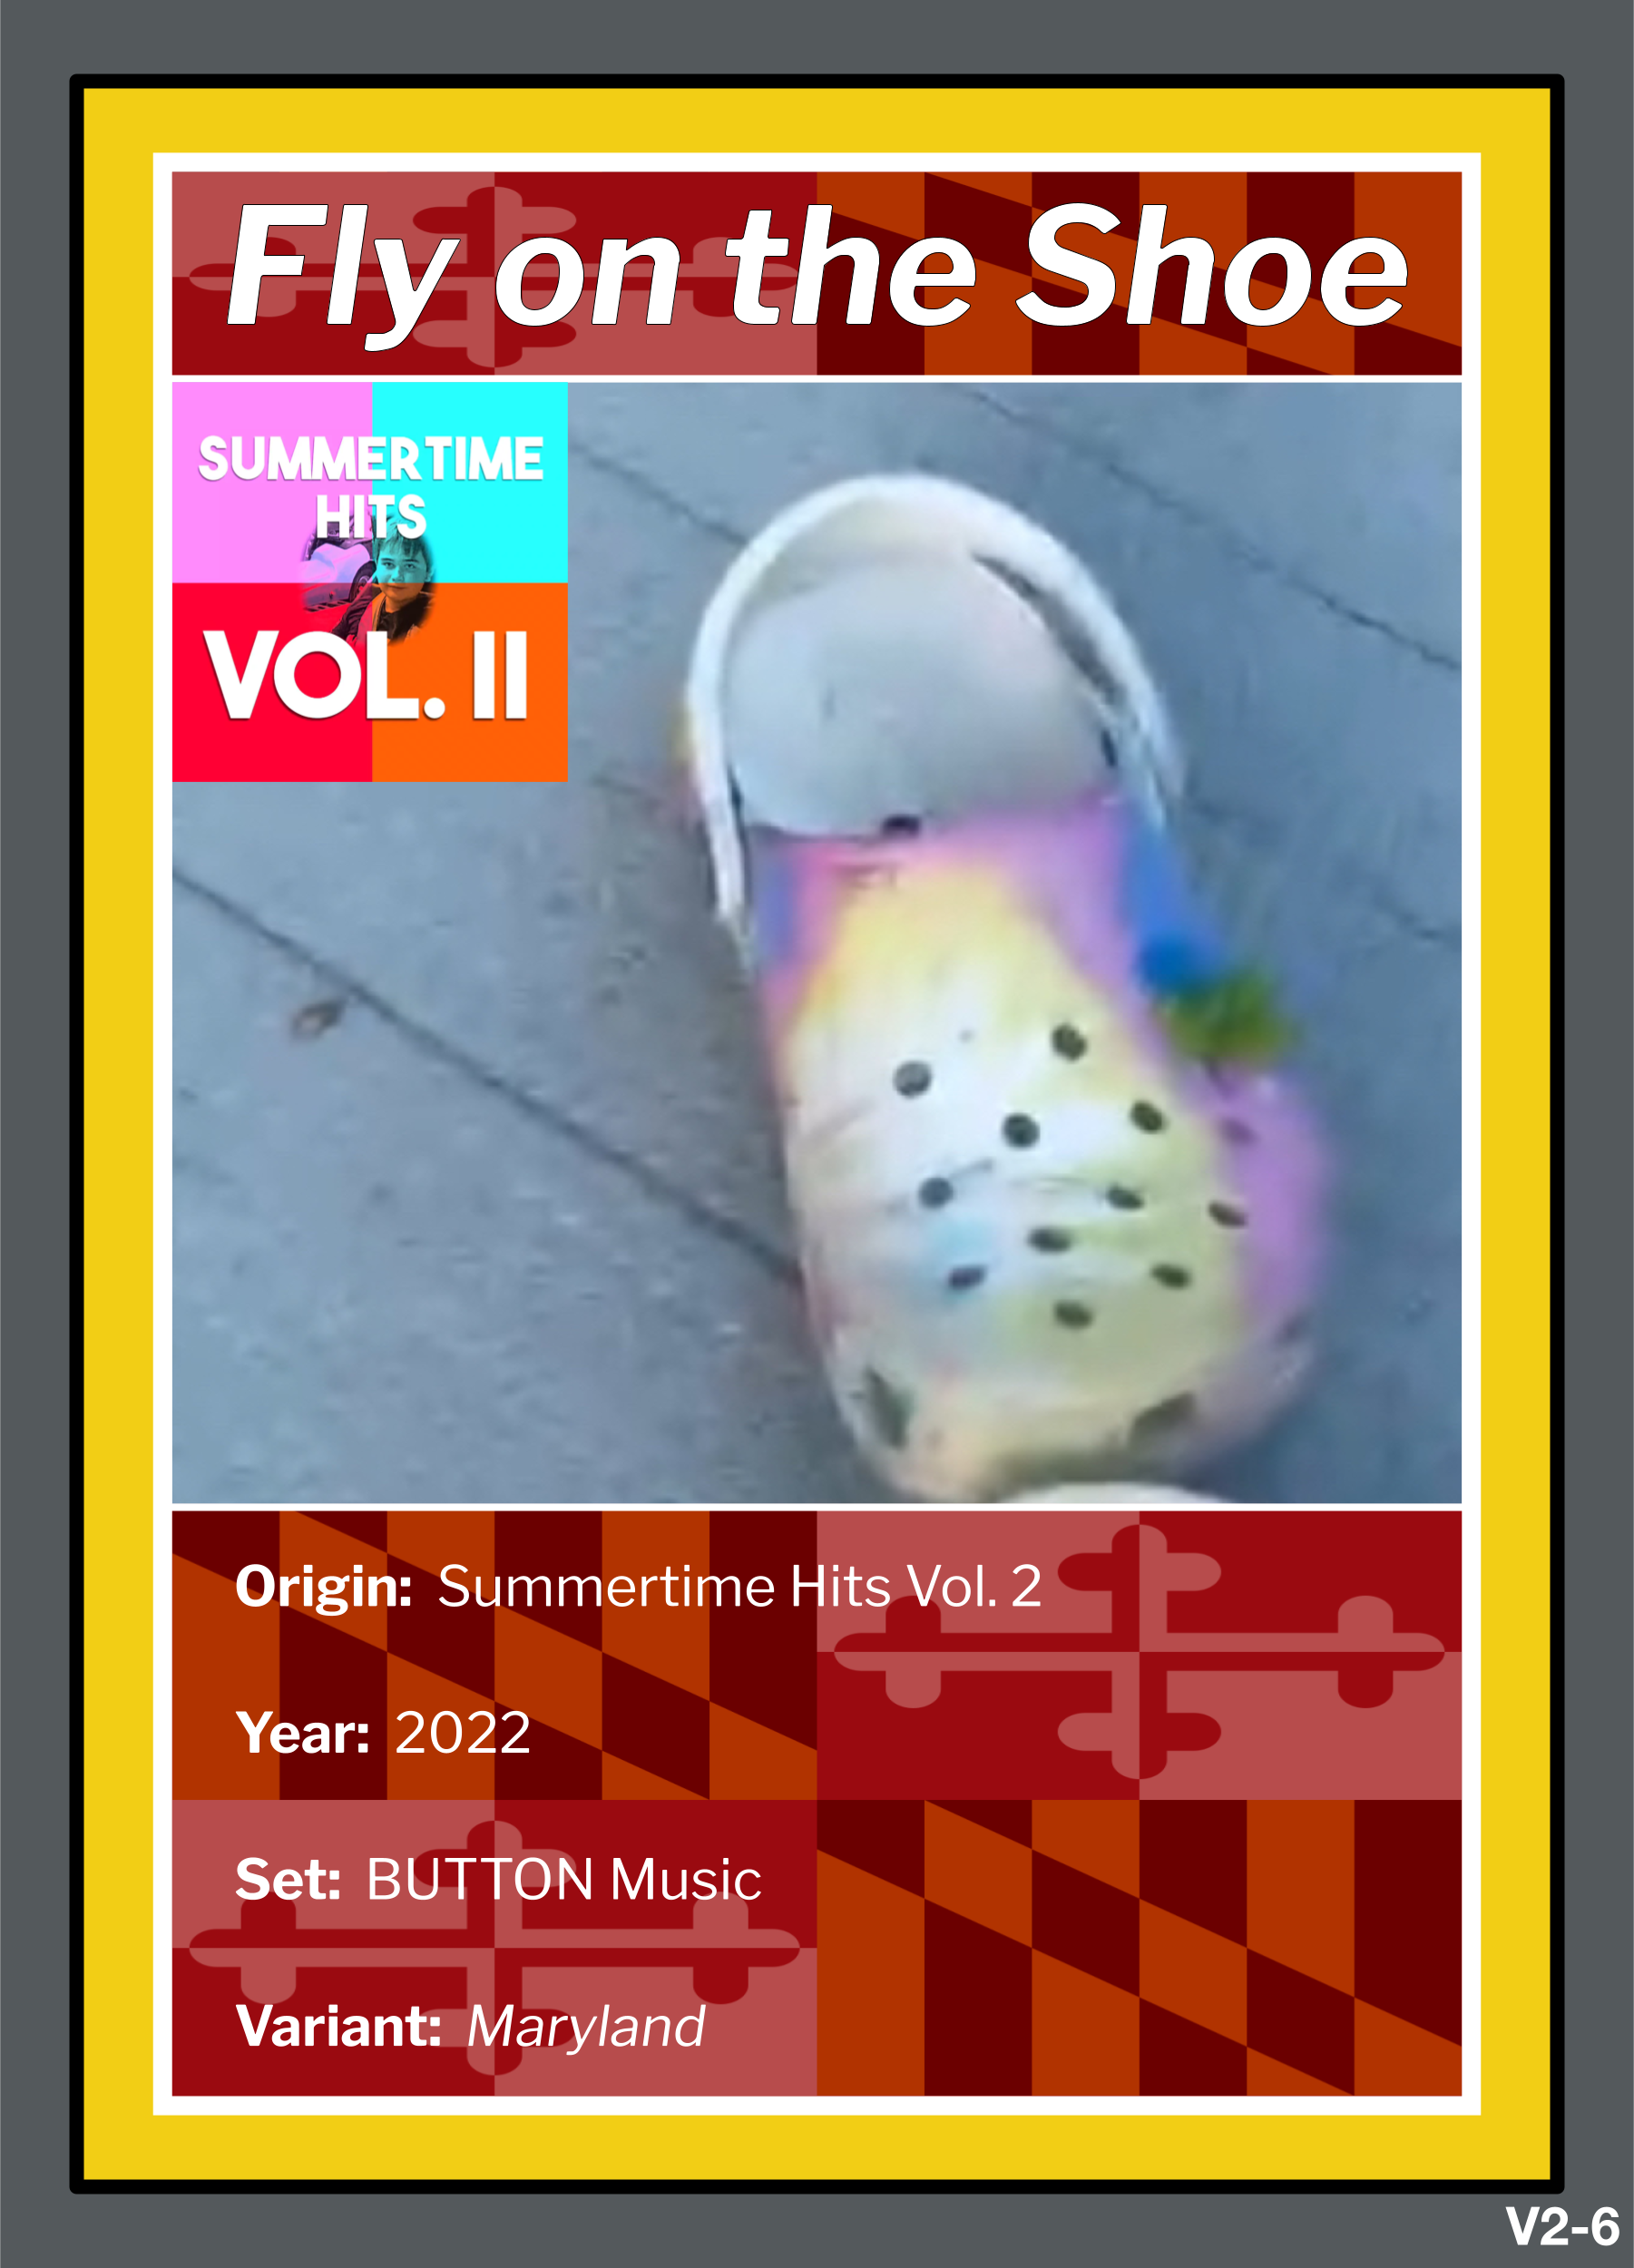 Fly on the Shoe
SUMMERTIME
HITS
VOL. II
Origin: Summertime Hits Vol. 2
Year: 2022
Set: BUTTON Music
Variant: Maryland
V2-6